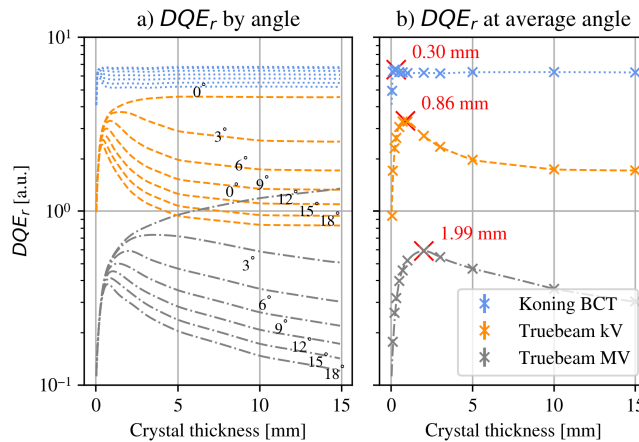 a) DQE_r by angle
b) DQE_r at average angle
DQE_r [a.u.]
10^1
10^0
10^{-1}
0°
3°
6°
9°
0°
12°
15°
18°
3°
6°
9°
12°
15°
18°
0 5 10 15
Crystal thickness [mm]
0.30 mm
0.86 mm
1.99 mm
Koning BCT
Truebeam kV
Truebeam MV
0 5 10 15
Crystal thickness [mm]